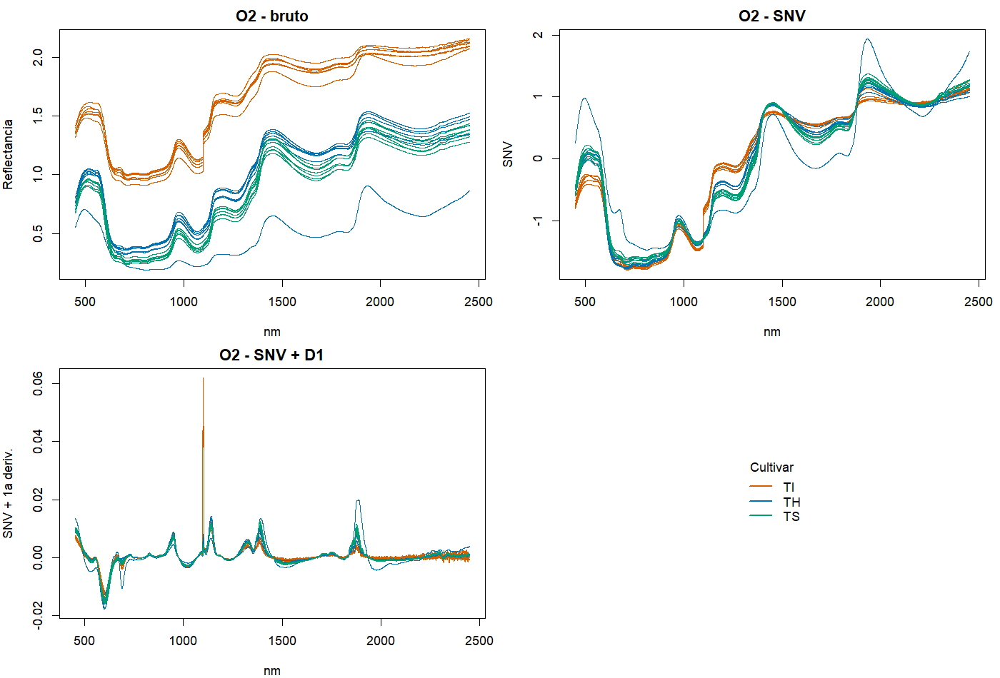 O2 - bruto
Reflectancia
2.0
1.5
1.0
0.5
500 1000 1500 2000 2500
nm
O2 - SNV
SNV
2
1
0
-1
500 1000 1500 2000 2500
nm
O2 - SNV + D1
SNV + 1a deriv.
0.06
0.04
0.02
0.00
-0.02
500 1000 1500 2000 2500
nm
Cultivar
TI
TH
TS